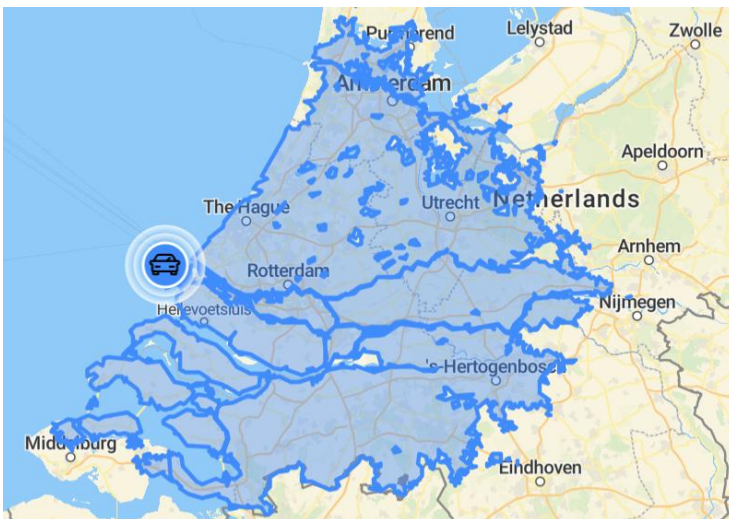 Purmerend
Lelystad
Zwolle
Amsterdam
Apeldoorn
The Hague
Utrecht
Netherlands
Arnhem
Rotterdam
Nijmegen
Hellevoetsluis
's-Hertogenbosch
Middelburg
Eindhoven